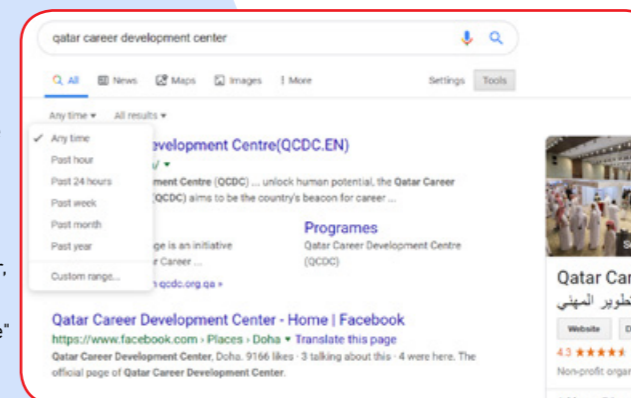 qatar career development center
All News Maps Images More Settings Tools
Any time All results
Any time
Past hour
Past 24 hours
Past week
Past month
Past year
Custom range...
evelopment Centre(QCDC.EN)
ment Centre (QCDC) ... unlock human potential, the Qatar Career
QCDC) aims to be the country's beacon for career ...
ge is an initiative
r Career ...
qcdc.org.qa »
Programes
Qatar Career Development Centre
(QCDC)
Qatar Career Development Center - Home | Facebook
https://www.facebook.com › Places › Doha Translate this page
Qatar Career Development Center, Doha. 9166 likes · 3 talking about this · 4 were here. The
official page of Qatar Career Development Center.
Qatar Car
تطوير المهني
Website D
4.3
Non-profit organ
r,
e"